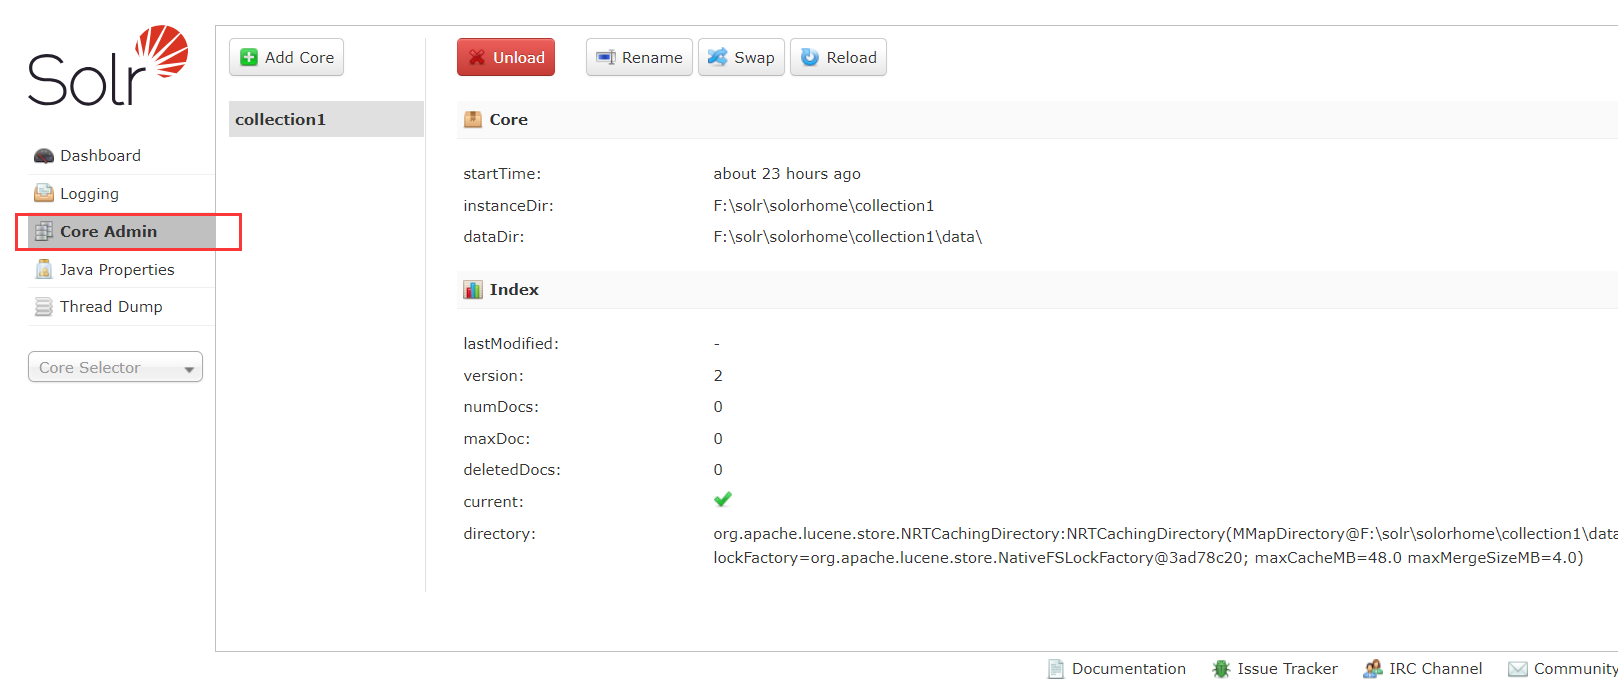 Solr
Dashboard
Logging
Core Admin
Java Properties
Thread Dump
Core Selector
Add Core
collection1
Unload Rename Swap Reload
Core
startTime: about 23 hours ago
instanceDir: F:\solr\solorhome\collection1
dataDir: F:\solr\solorhome\collection1\data\
Index
lastModified: -
version: 2
numDocs: 0
maxDoc: 0
deletedDocs: 0
current:
directory: org.apache.lucene.store.NRTCachingDirectory:NRTCachingDirectory(MMapDirectory@F:\solr\solorhome\collection1\data
lockFactory=org.apache.lucene.store.NativeFSLockFactory@3ad78c20; maxCacheMB=48.0 maxMergeSizeMB=4.0)
Documentation Issue Tracker IRC Channel Community